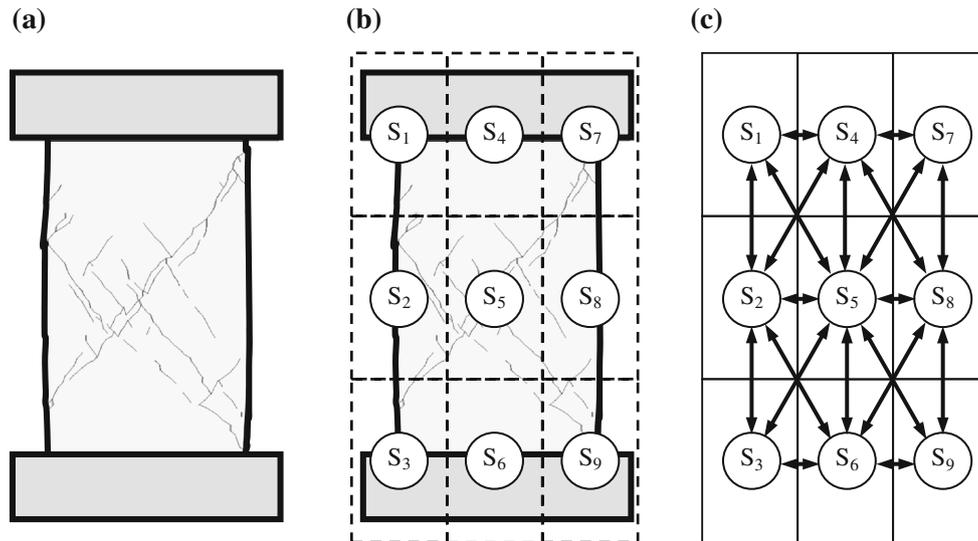 (a)
(b)
(c)
S₁ S₄ S₇
S₂ S₅ S₈
S₃ S₆ S₉
S₁ S₄ S₇
S₂ S₅ S₈
S₃ S₆ S₉